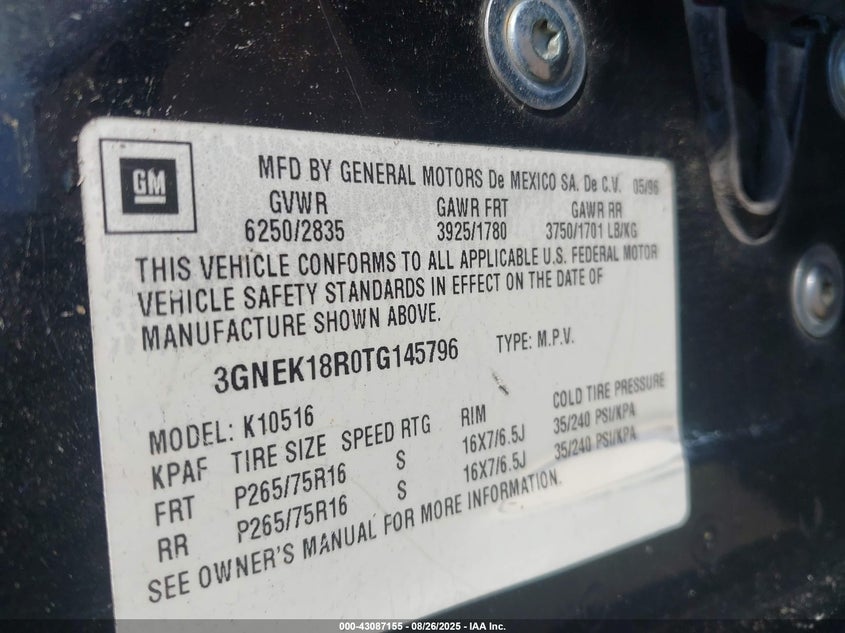 GM
MFD BY GENERAL MOTORS De MEXICO SA. De C.V. 05/96
GVWR GAWR FRT GAWR RR
6250/2835 3925/1780 3750/1701 LB/KG
THIS VEHICLE CONFORMS TO ALL APPLICABLE U.S. FEDERAL MOTOR
VEHICLE SAFETY STANDARDS IN EFFECT ON THE DATE OF
MANUFACTURE SHOWN ABOVE.
3GNEK18R0TG145796 TYPE: M.P.V.
MODEL: K10516
KPAF TIRE SIZE SPEED RTG RIM COLD TIRE PRESSURE
FRT P265/75R16 S 16X7/6.5J 35/240 PSI/KPA
RR P265/75R16 S 16X7/6.5J 35/240 PSI/KPA
SEE OWNER'S MANUAL FOR MORE INFORMATION.
000-43087155 - 08/26/2025 - IAA Inc.